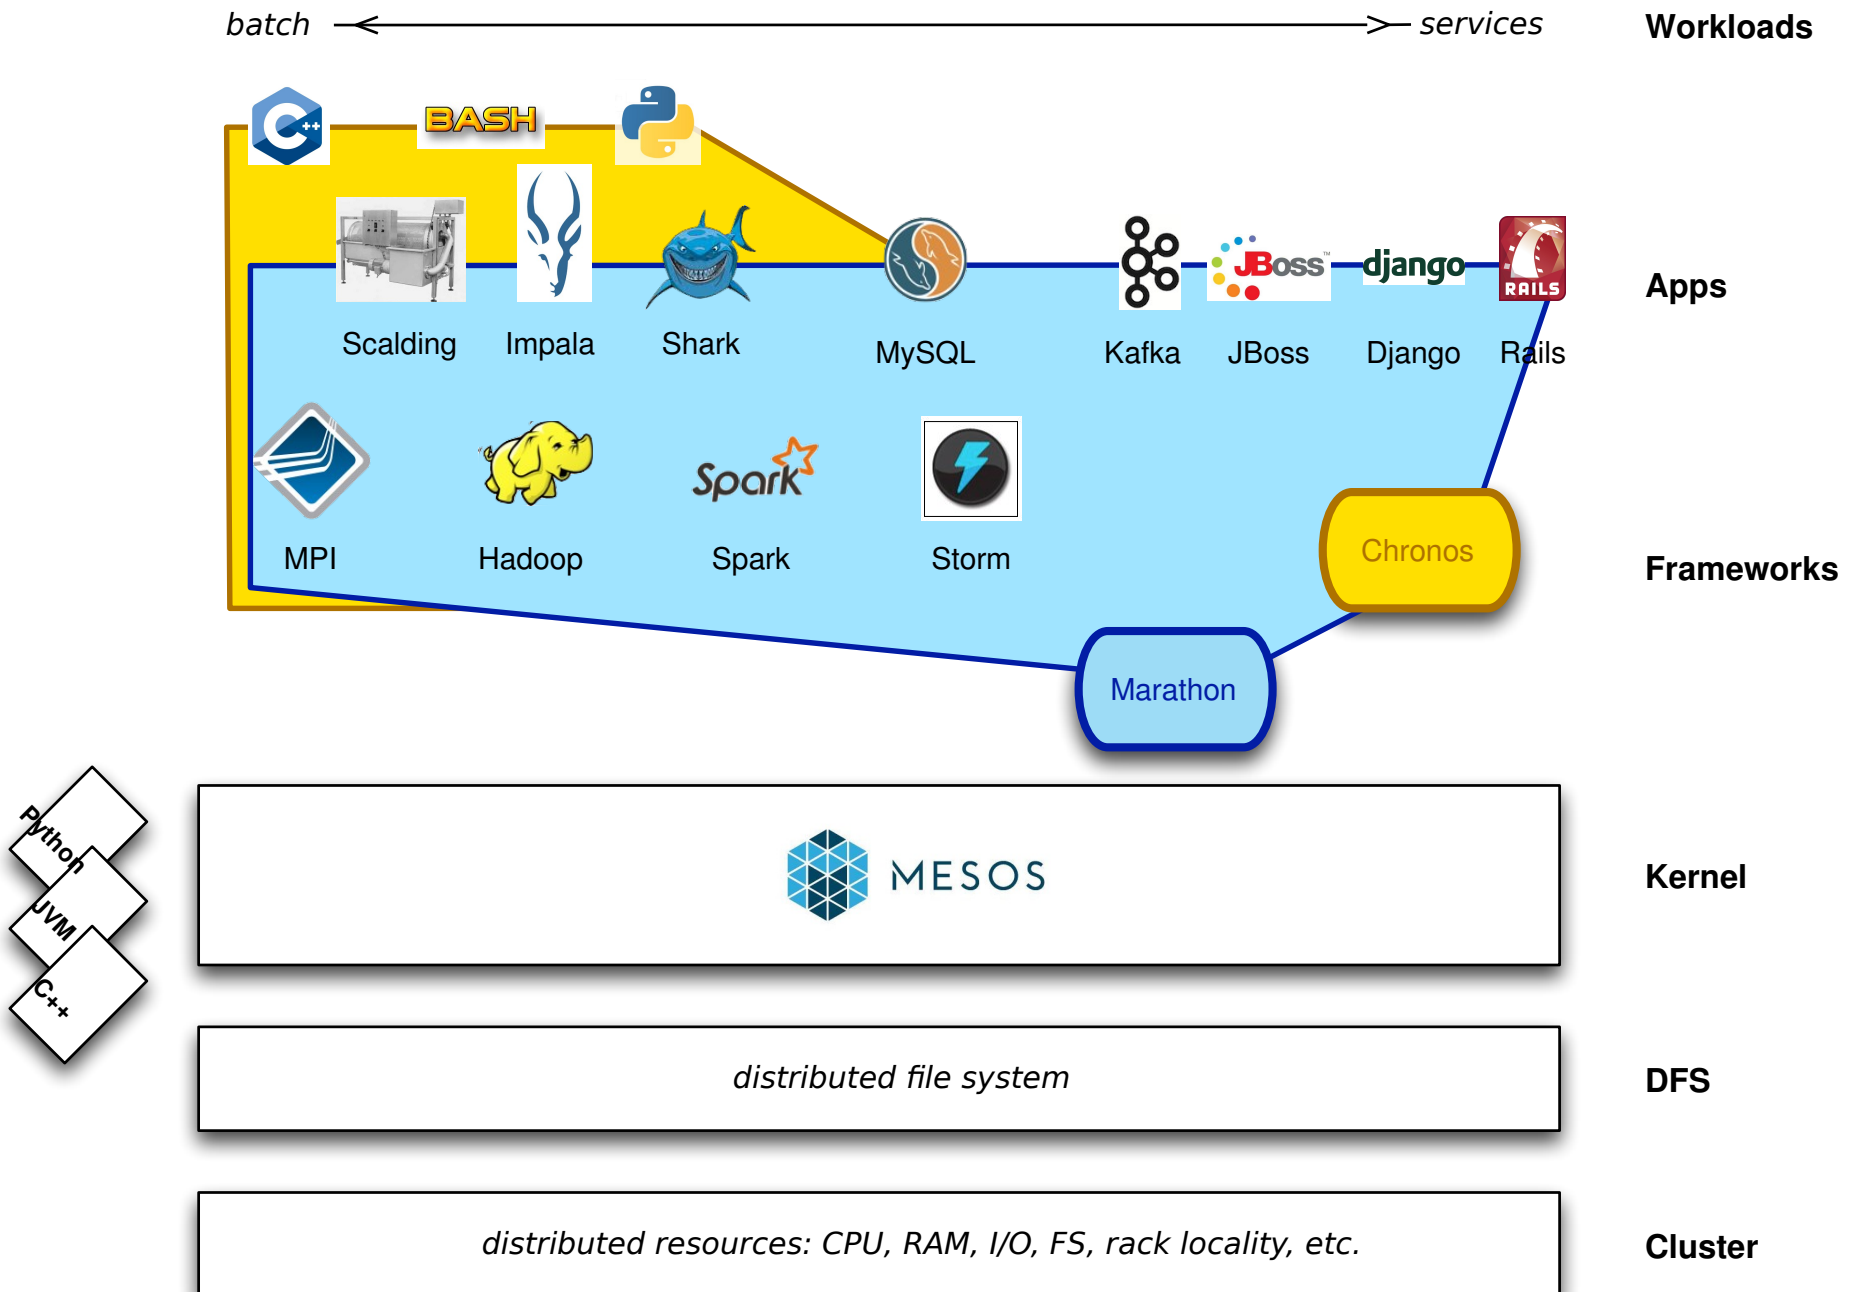 batch services Workloads
C++ BASH
JBoss™ django RAILS
Apps
Scalding Impala Shark MySQL Kafka JBoss Django Rails
Spark
MPI Hadoop Spark Storm Chronos
Frameworks
Marathon
Python
JVM
C++
MESOS Kernel
distributed file system DFS
distributed resources: CPU, RAM, I/O, FS, rack locality, etc. Cluster